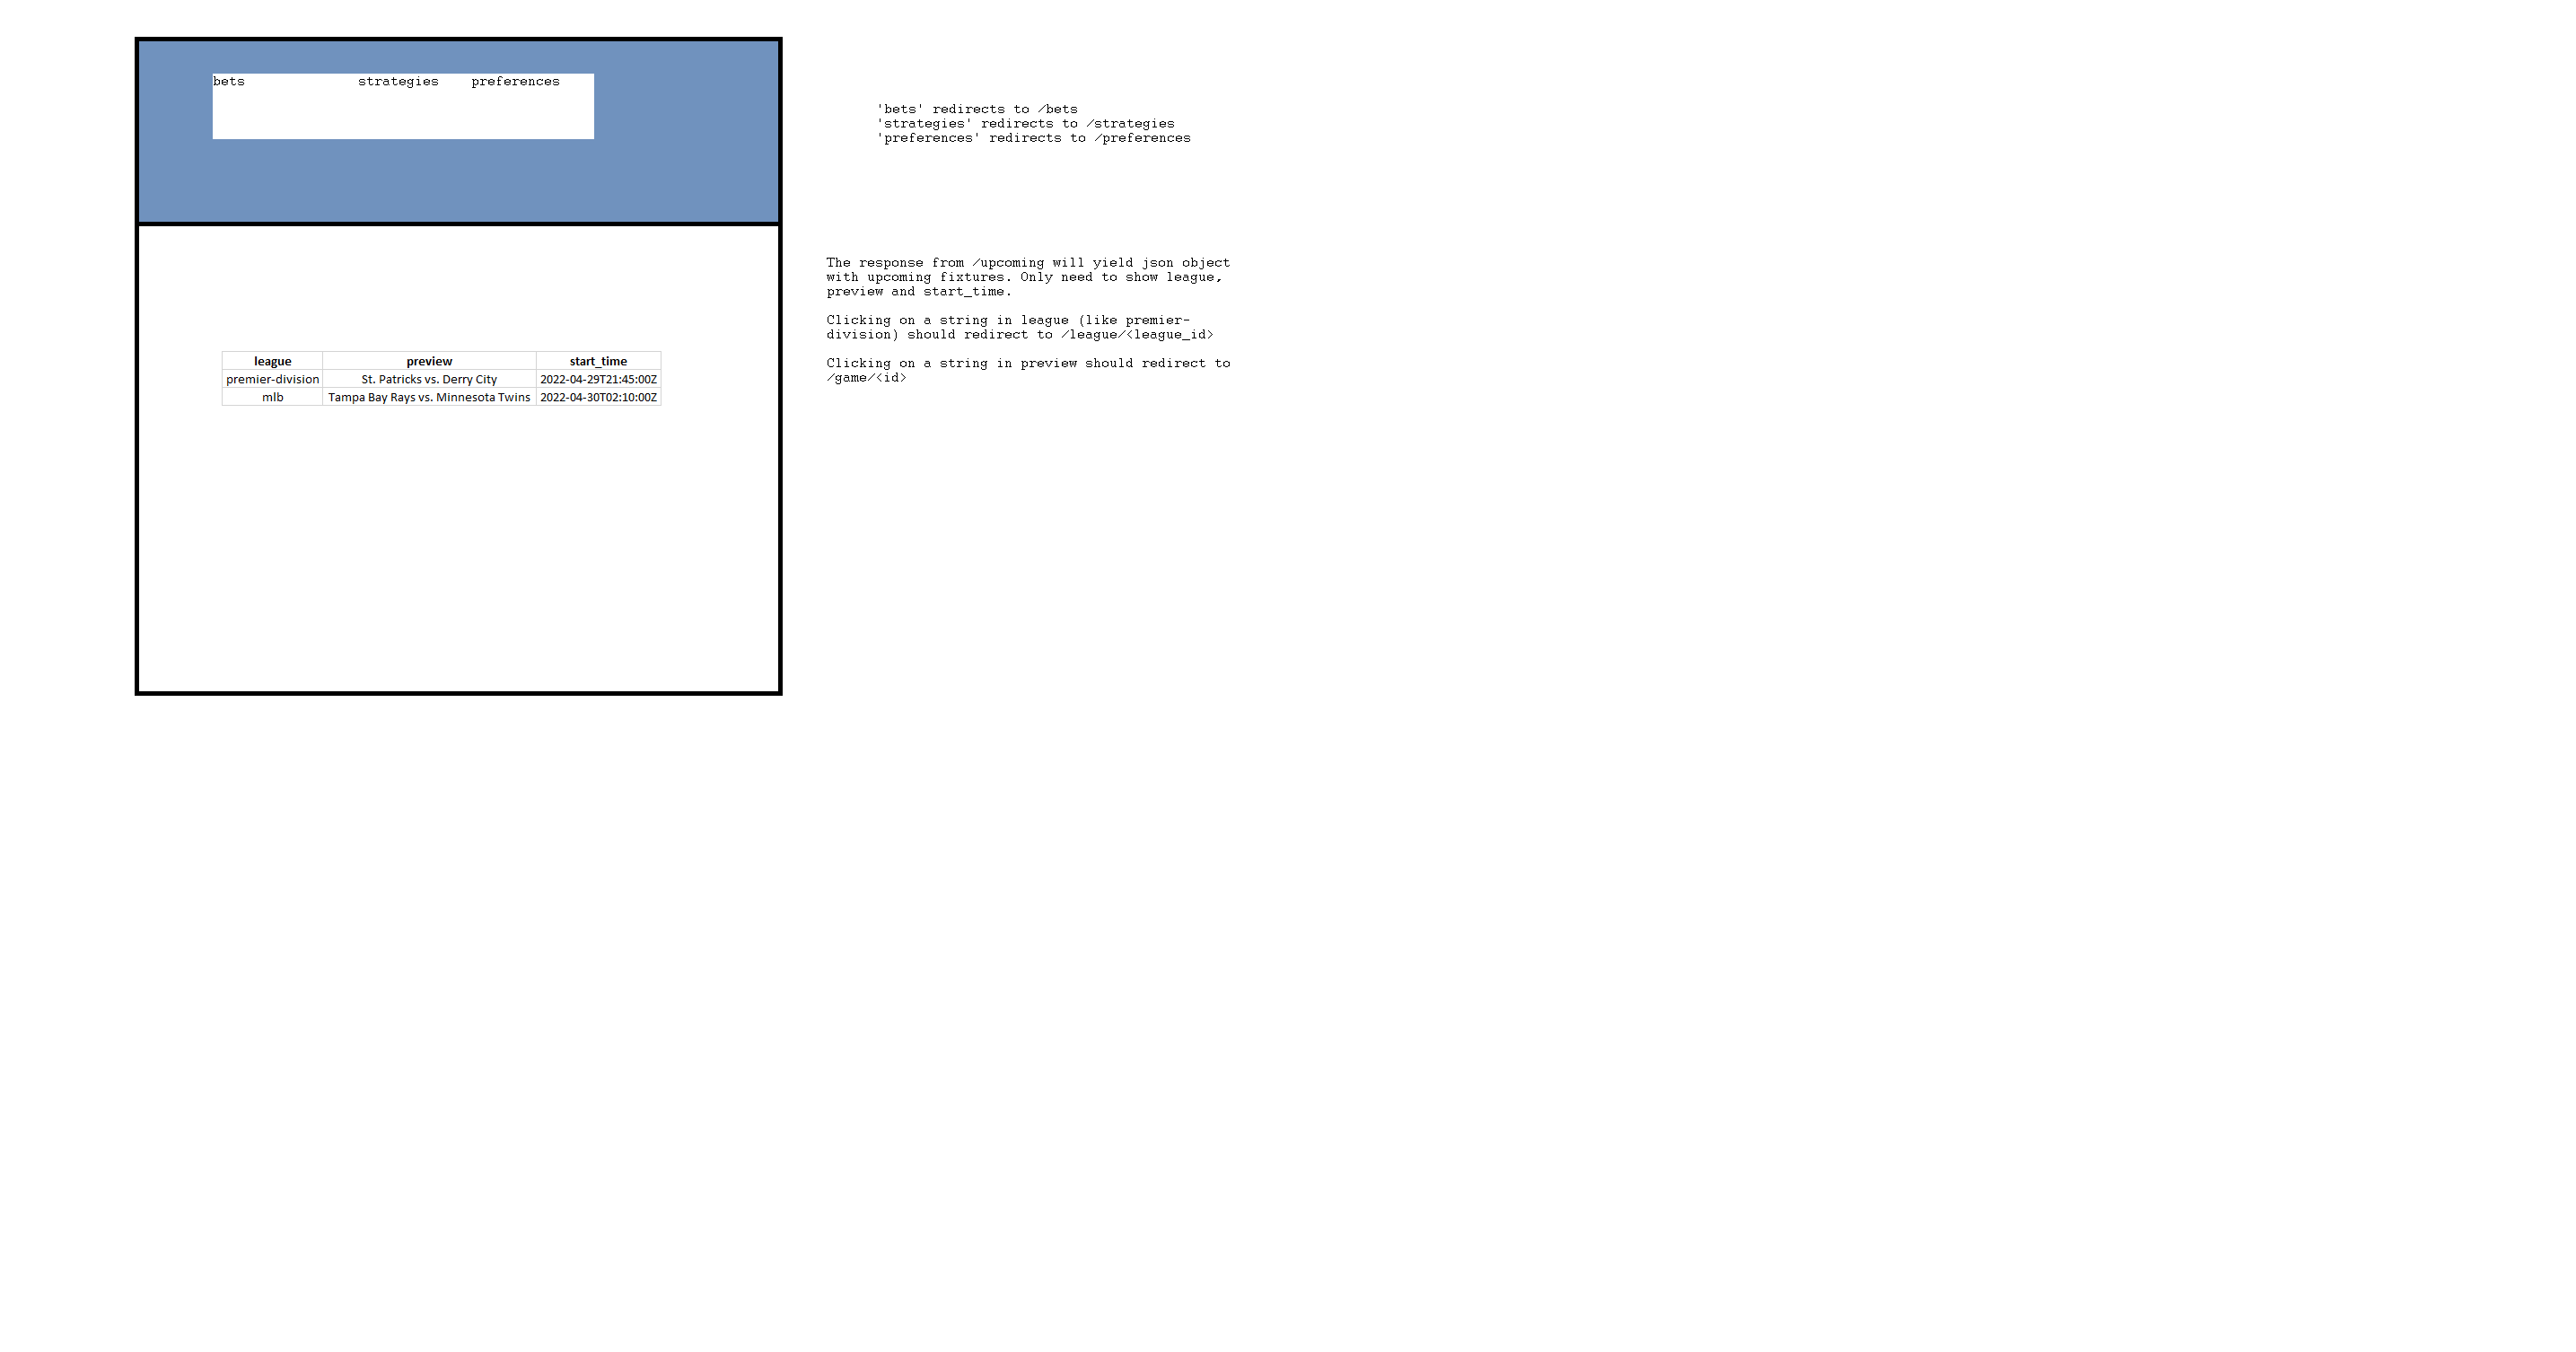 bets strategies preferences
'bets' redirects to /bets
'strategies' redirects to /strategies
'preferences' redirects to /preferences
The response from /upcoming will yield json object
with upcoming fixtures. Only need to show league,
preview and start_time.
Clicking on a string in league (like premier-
division) should redirect to /league/<league_id>
Clicking on a string in preview should redirect to
/game/<id>
league preview start_time
premier-division St. Patricks vs. Derry City 2022-04-29T21:45:00Z
mlb Tampa Bay Rays vs. Minnesota Twins 2022-04-30T02:10:00Z